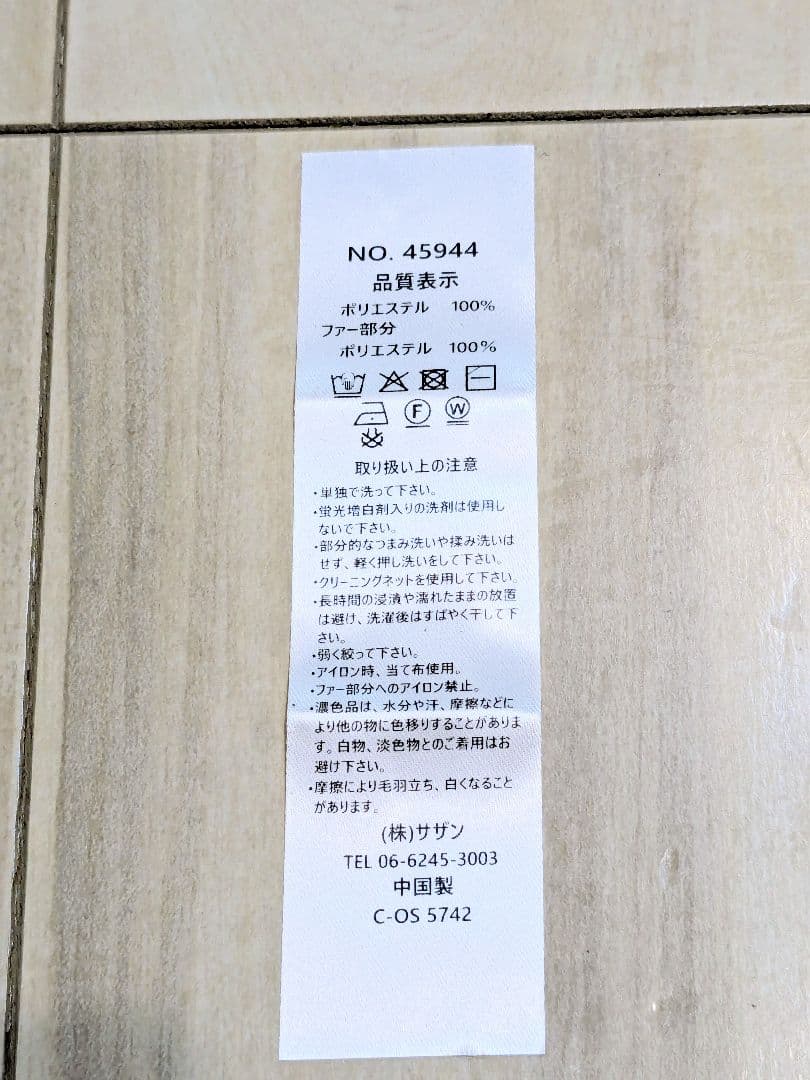 NO. 45944
品質表示
ポリエステル 100%
ファー部分
ポリエステル 100%
F W
取り扱い上の注意
・単独で洗って下さい。
・蛍光増白剤入りの洗剤は使用し
ないで下さい。
・部分的なつまみ洗いや揉み洗いは
せず、軽く押し洗いをして下さい。
・クリーニングネットを使用して下さい。
・長時間の浸漬や濡れたままの放置
は避け、洗濯後はすばやく干して下
さい。
・弱く絞って下さい。
・アイロン時、当て布使用。
・ファー部分へのアイロン禁止。
・濃色品は、水分や汗、摩擦などに
より他の物に色移りすることがありま
す。白物、淡色物とのご着用はお
避け下さい。
・摩擦により毛羽立ち、白くなること
があります。
(株)サザン
TEL 06-6245-3003
中国製
C-OS 5742